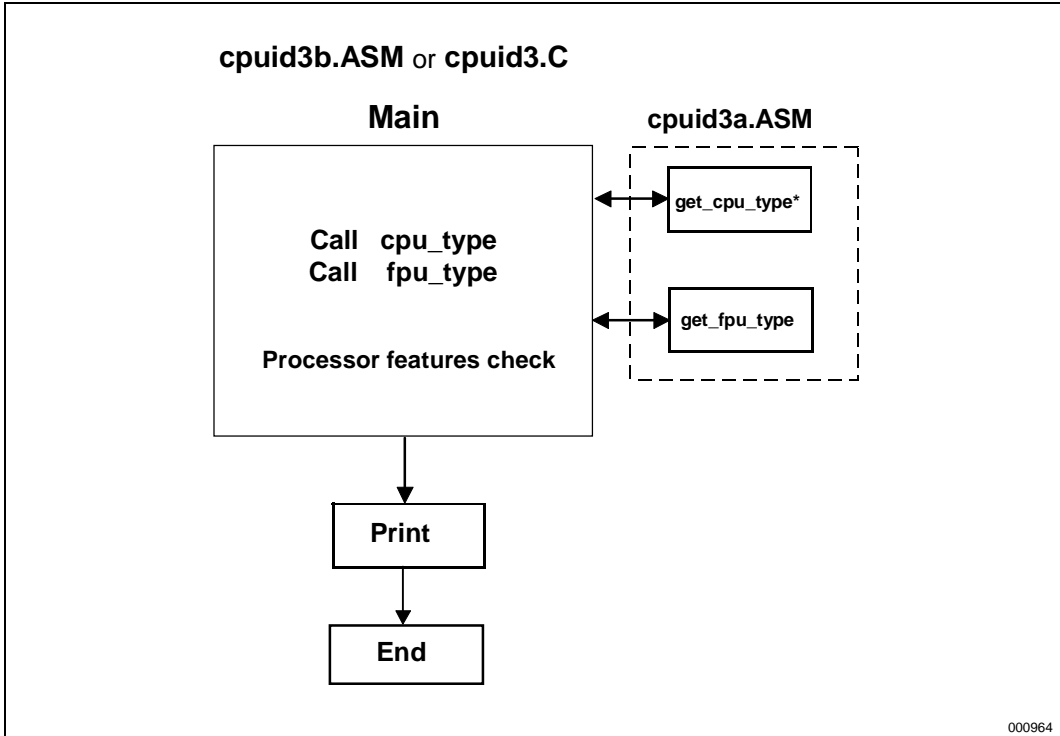 cpuid3b.ASM or cpuid3.C
Main
cpuid3a.ASM
get_cpu_type*
Call cpu_type
Call fpu_type
get_fpu_type
Processor features check
Print
End
000964